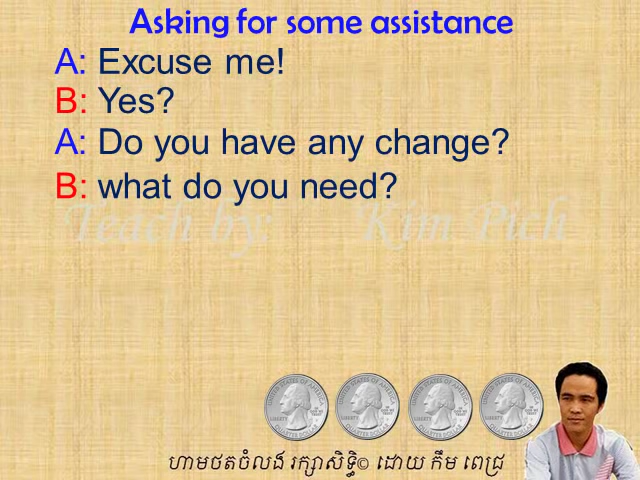 Asking for some assistance
A: Excuse me!
B: Yes?
A: Do you have any change?
B: what do you need?
Teach by: Kim Pich
ហាមថតចំលង រក្សាសិទ្ធិ© ដោយ កឹម ពេជ្រ